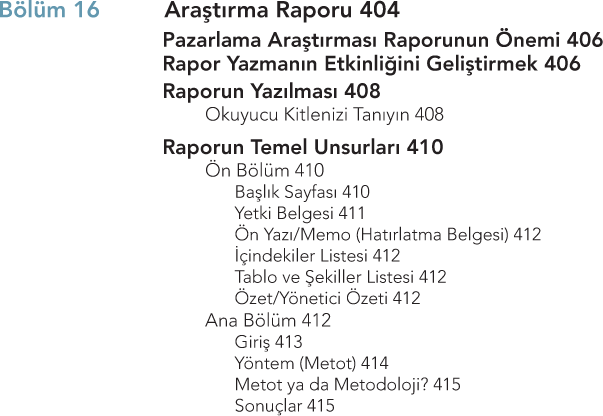 Bölüm 16 Araştırma Raporu 404
Pazarlama Araştırması Raporunun Önemi 406
Rapor Yazmanın Etkinliğini Geliştirmek 406
Raporun Yazılması 408
Okuyucu Kitlenizi Tanıyın 408
Raporun Temel Unsurları 410
Ön Bölüm 410
Başlık Sayfası 410
Yetki Belgesi 411
Ön Yazı/Memo (Hatırlatma Belgesi) 412
İçindekiler Listesi 412
Tablo ve Şekiller Listesi 412
Özet/Yönetici Özeti 412
Ana Bölüm 412
Giriş 413
Yöntem (Metot) 414
Metot ya da Metodoloji? 415
Sonuçlar 415